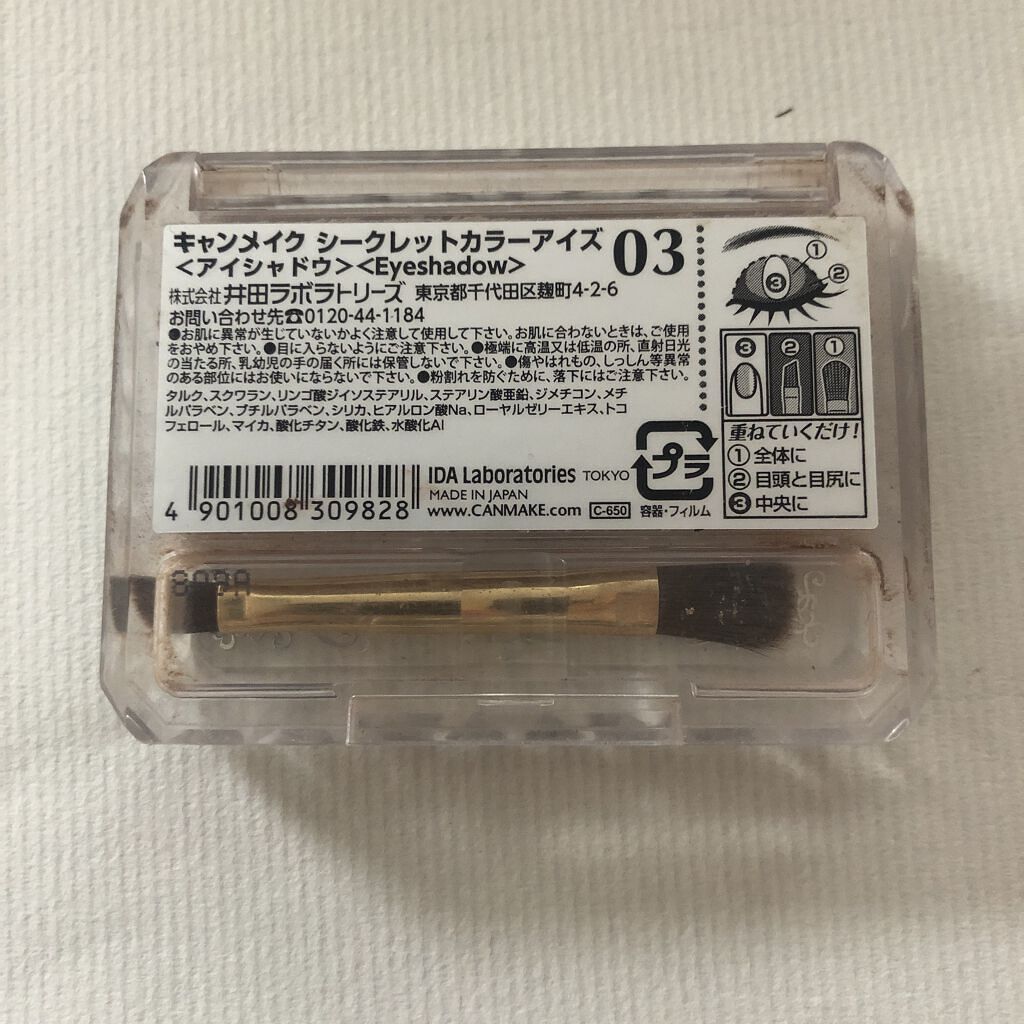 キャンメイク シークレットカラーアイズ 03
＜アイシャドウ＞＜Eyeshadow＞
株式会社 井田ラボラトリーズ 東京都千代田区麹町4-2-6
お問い合わせ先☎0120-44-1184
●お肌に異常が生じていないかよく注意して使用して下さい。お肌に合わないときは、ご使用
をおやめ下さい。●目に入らないようにご注意下さい。●極端に高温又は低温の所、直射日光
の当たる所、乳幼児の手の届く所には保管しないで下さい。●傷やはれもの、しっしん等異常
のある部位にはお使いにならないで下さい。●粉割れを防ぐために、落下にはご注意下さい。
タルク、スクワラン、リンゴ酸ジイソステアリル、ステアリン酸亜鉛、ジメチコン、メチ
ルパラベン、ブチルパラベン、シリカ、ヒアルロン酸Na、ローヤルゼリーエキス、トコ
フェロール、マイカ、酸化チタン、酸化鉄、水酸化Al
4 901008 309828
IDA Laboratories TOKYO
MADE IN JAPAN
www.CANMAKE.com C-650
プラ
容器・フィルム
①
②
③
③ ② ①
重ねていくだけ！
① 全体に
② 目頭と目尻に
③ 中央に